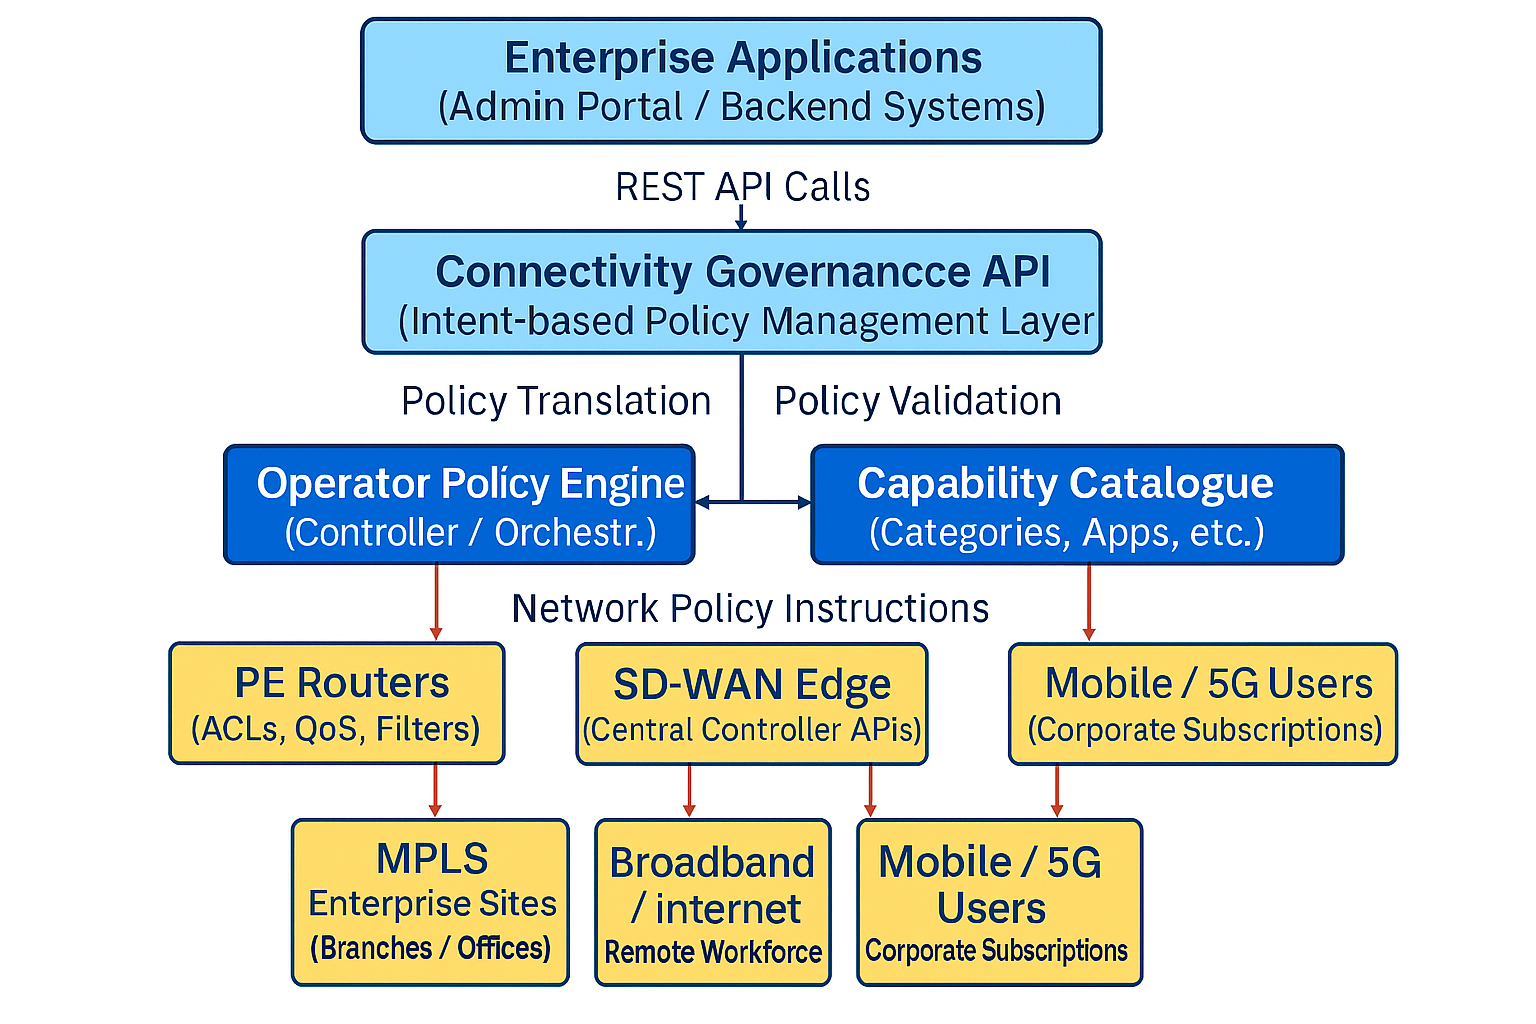 Enterprise Applications
(Admin Portal / Backend Systems)
REST API Calls
Connectivity Governancce API
(Intent-based Policy Management Layer
Policy Translation
Policy Validation
Operator Policy Engine
(Controller / Orchestr.)
Capability Catalogue
(Categories, Apps, etc.)
Network Policy Instructions
PE Routers
(ACLs, QoS, Filters)
SD-WAN Edge
(Central Controller APis)
Mobile / 5G Users
(Corporate Subscriptions)
MPLS
Enterprise Sites
(Branches / Offices)
Broadband
/ internet
Remote Workforce
Mobile / 5G
Users
Corporate Subscriptions